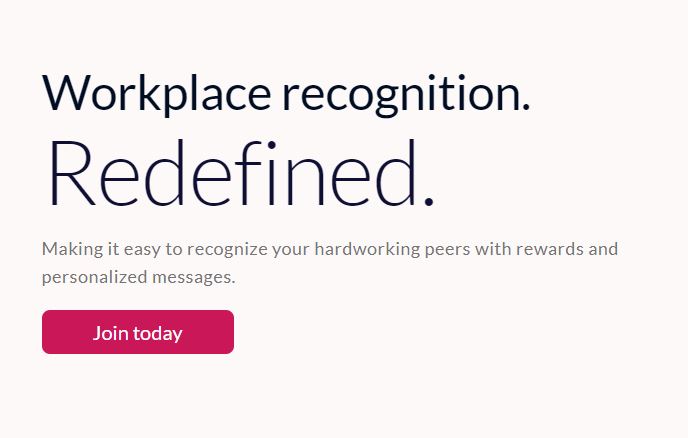 Workplace recognition.
Redefined.
Making it easy to recognize your hardworking peers with rewards and
personalized messages.
Join today